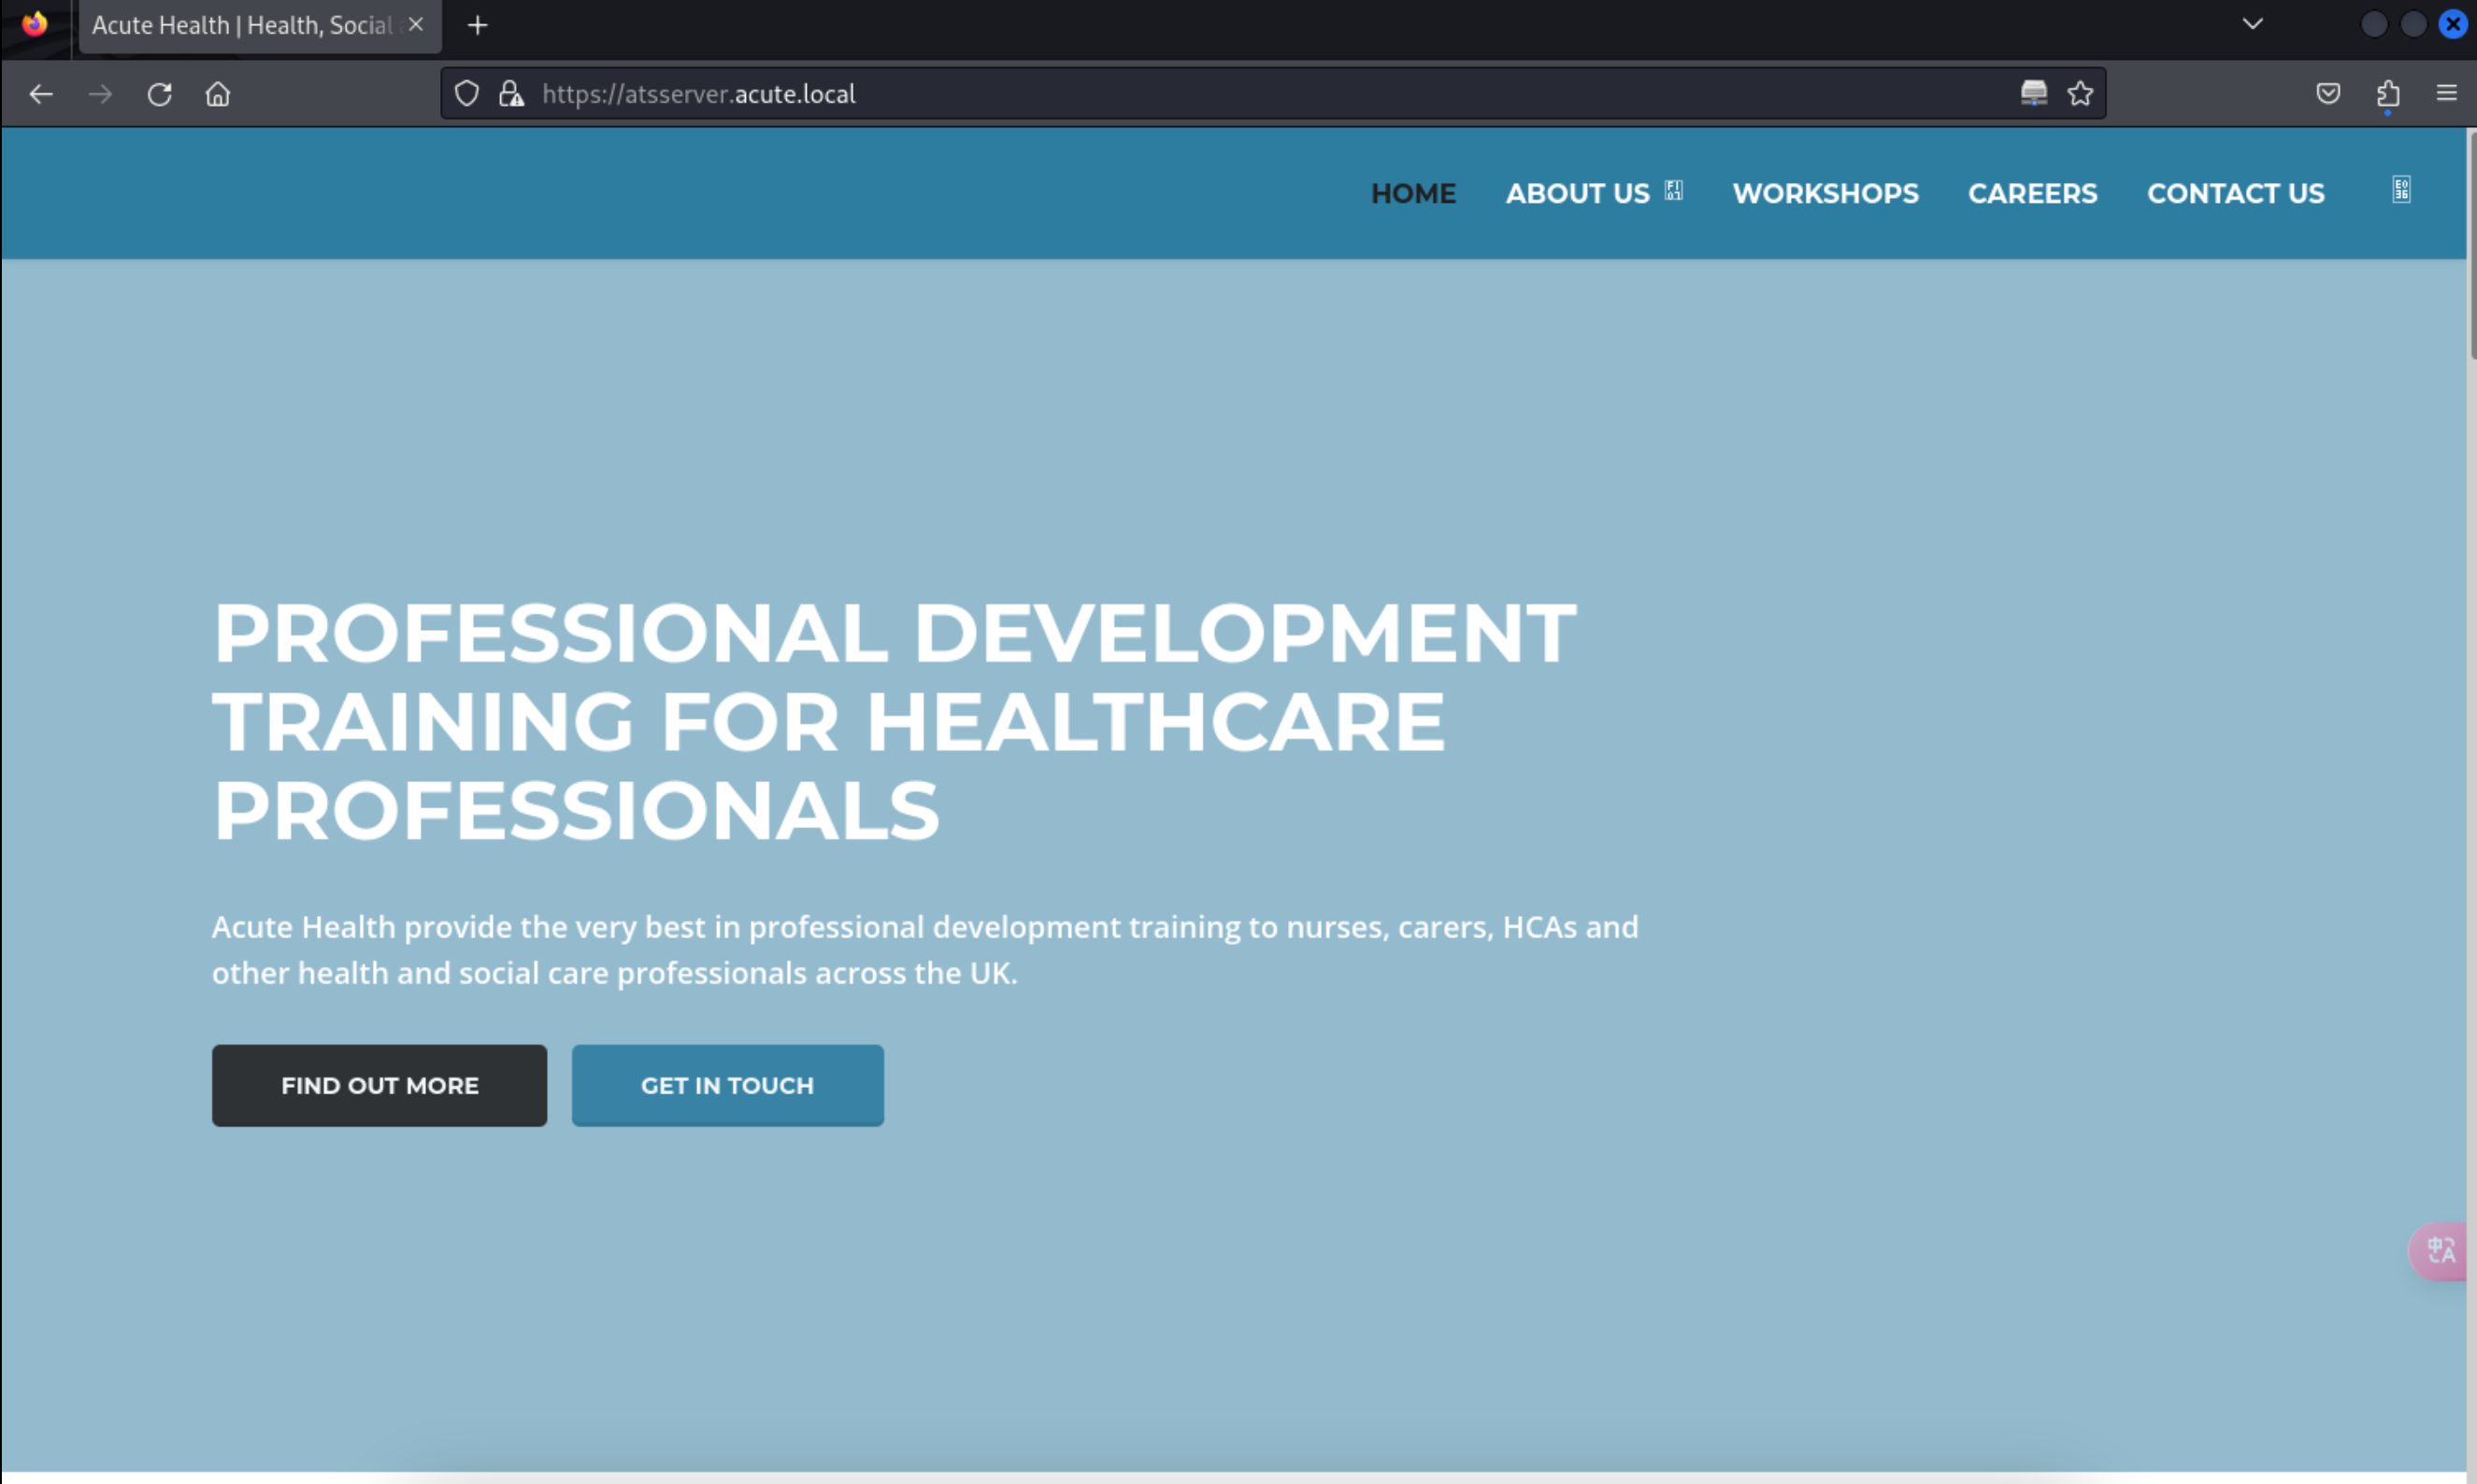 Acute Health | Health, Social
https://atsserver.acute.local
HOME ABOUT US WORKSHOPS CAREERS CONTACT US
PROFESSIONAL DEVELOPMENT
TRAINING FOR HEALTHCARE
PROFESSIONALS
Acute Health provide the very best in professional development training to nurses, carers, HCAs and
other health and social care professionals across the UK.
FIND OUT MORE GET IN TOUCH
中A